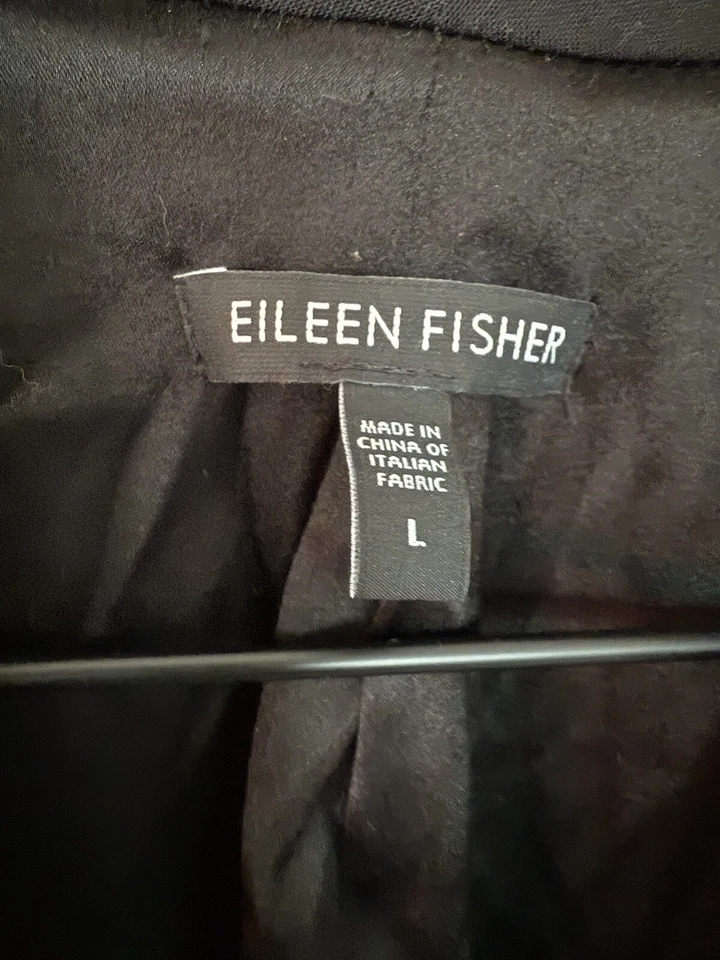 EILEEN FISHER
MADE IN
CHINA OF
ITALIAN
FABRIC
L